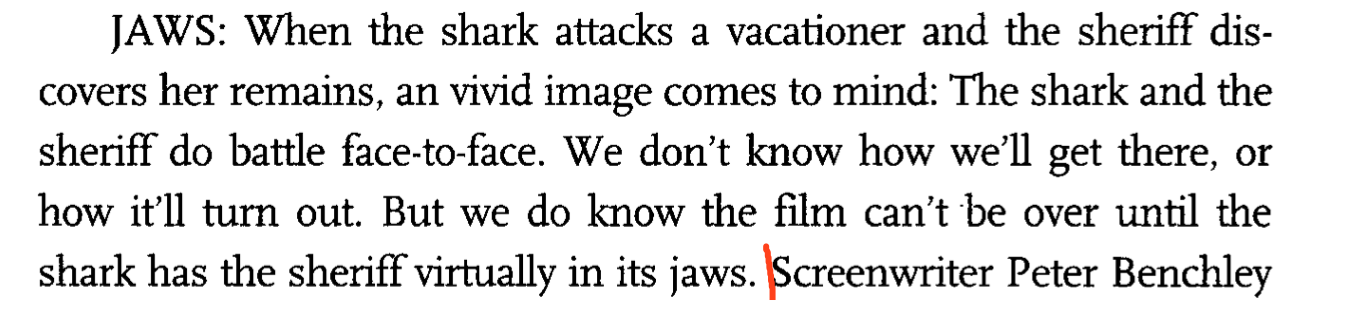 JAWS: When the shark attacks a vacationer and the sheriff dis-
covers her remains, an vivid image comes to mind: The shark and the
sheriff do battle face-to-face. We don't know how we'll get there, or
how it'll turn out. But we do know the film can't be over until the
shark has the sheriff virtually in its jaws. Screenwriter Peter Benchley